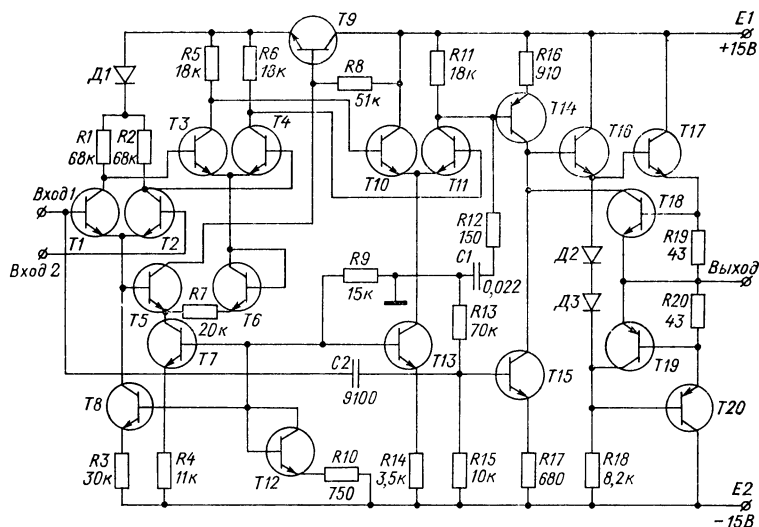 T9
E1
+15В
Д1
R5
18к
R6
18к
R8
51к
R11
18к
R16
910
T14
R1
68к
R2
68к
T3
T4
T10
T11
T16
T17
T18
Вход1
T1
T2
Вход 2
R12
150
C1
0,022
R9
15к
R13
70к
R19
43
Выход
R20
43
Д2
Д3
T5
R7
20к
T6
T7
T13
T15
T19
T20
C2
9100
T8
T12
R3
30к
R4
11к
R10
750
R14
3,5к
R15
10к
R17
680
R18
8,2к
E2
-15В